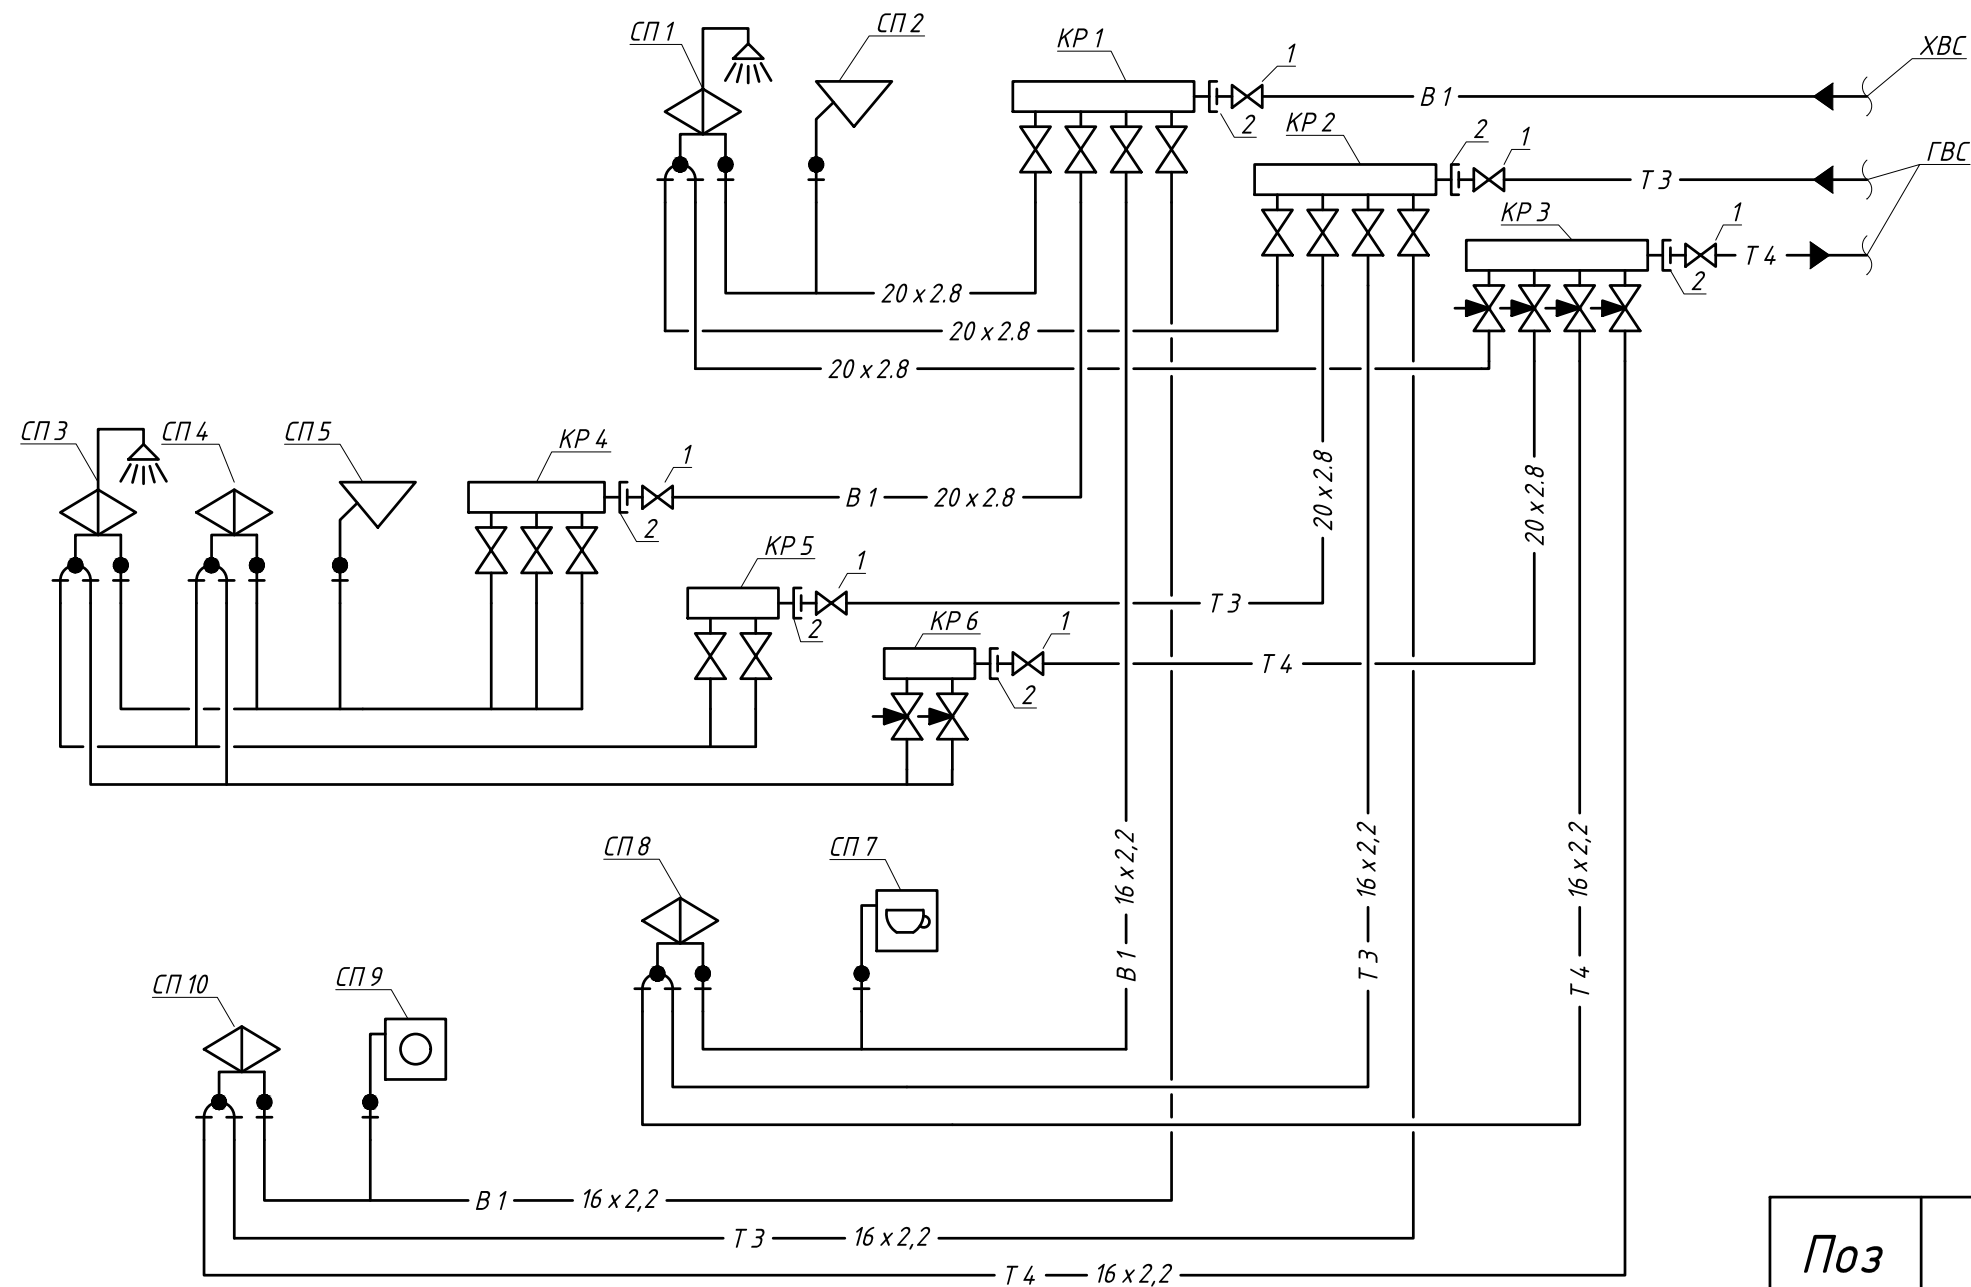 СП 1
СП 2
КР 1
1
ХВС
В 1
2
КР 2
2
1
ГВС
Т 3
КР 3
1
Т 4
2
20 x 2.8
20 x 2.8
20 x 2.8
СП 3
СП 4
СП 5
КР 4
1
2
В 1
20 x 2.8
20 x 2.8
20 x 2.8
КР 5
1
2
Т 3
КР 6
1
2
Т 4
СП 8
СП 7
16 x 2,2
16 x 2,2
16 x 2,2
В 1
Т 3
Т 4
СП 10
СП 9
В 1
16 x 2,2
Т 3
16 x 2,2
Т 4
16 x 2,2
Поз